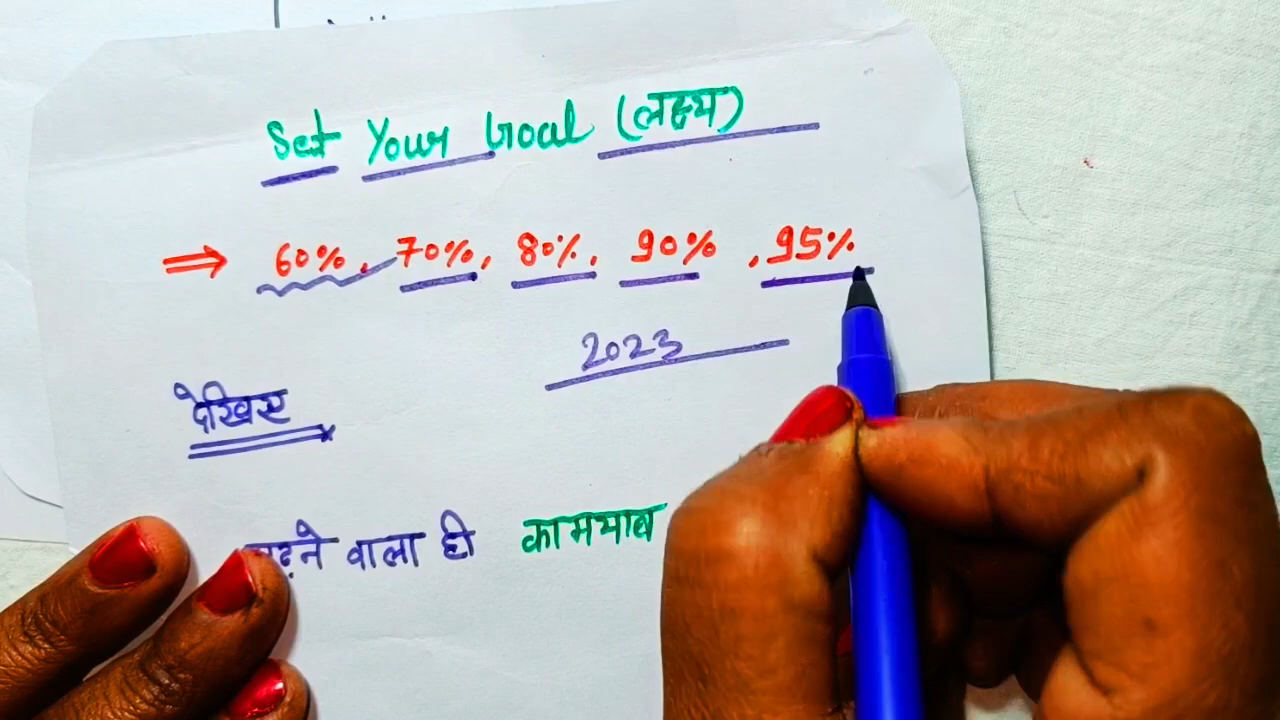 Set Your Goal (लक्ष्य)
⇒ 60%, 70%, 80%, 90%, 95%
2023
देखिए
वाला ही कामयाब